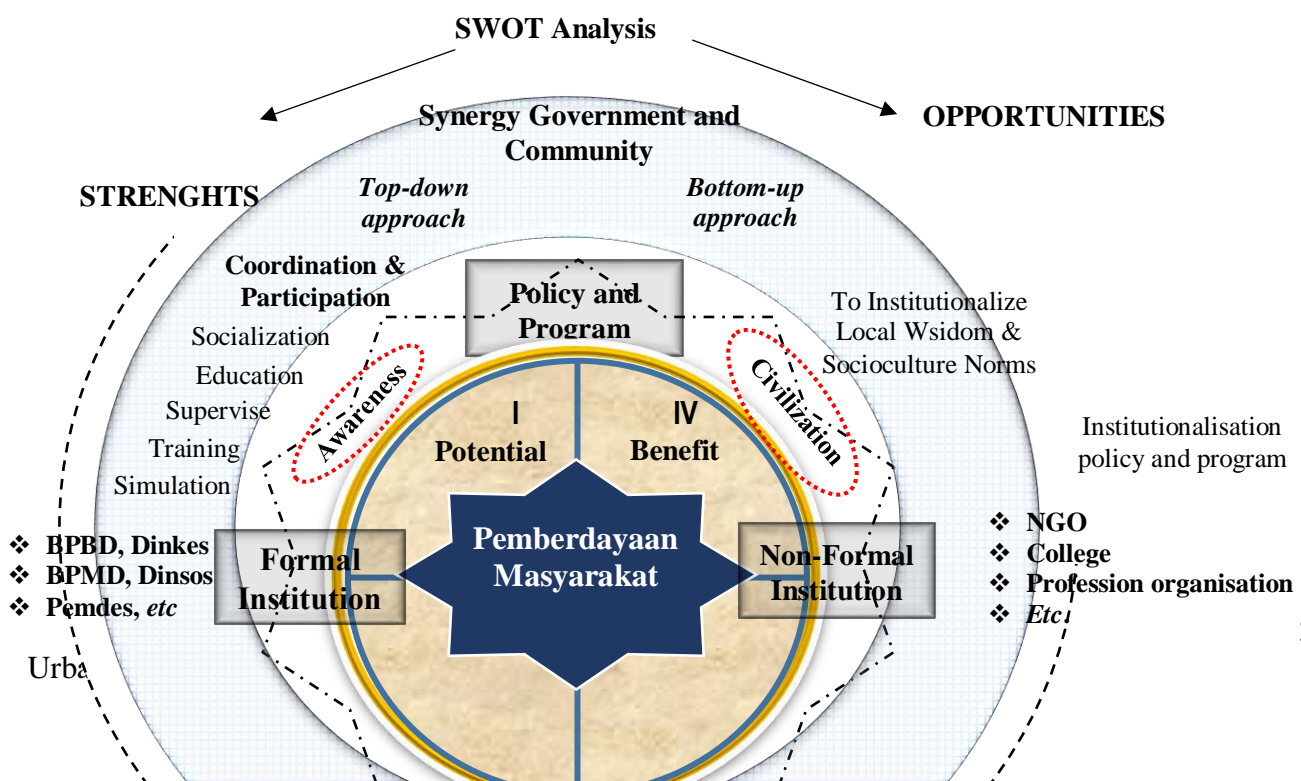 SWOT Analysis
Synergy Government and
Community
OPPORTUNITIES
STRENGHTS
Top-down
approach
Bottom-up
approach
Coordination &
Participation
Socialization
Education
Supervise
Training
Simulation
Policy and
Program
To Institutionalize
Local Wsidom &
Socioculture Norms
Awareness
Civilization
I
Potential
IV
Benefit
Institutionalisation
policy and program
Pemberdayaan
Masyarakat
❖ BPBD, Dinkes
❖ BPMD, Dinsos
❖ Pemdes, etc
Formal
Institution
Non-Formal
Institution
❖ NGO
❖ College
❖ Profession organisation
❖ Etc.